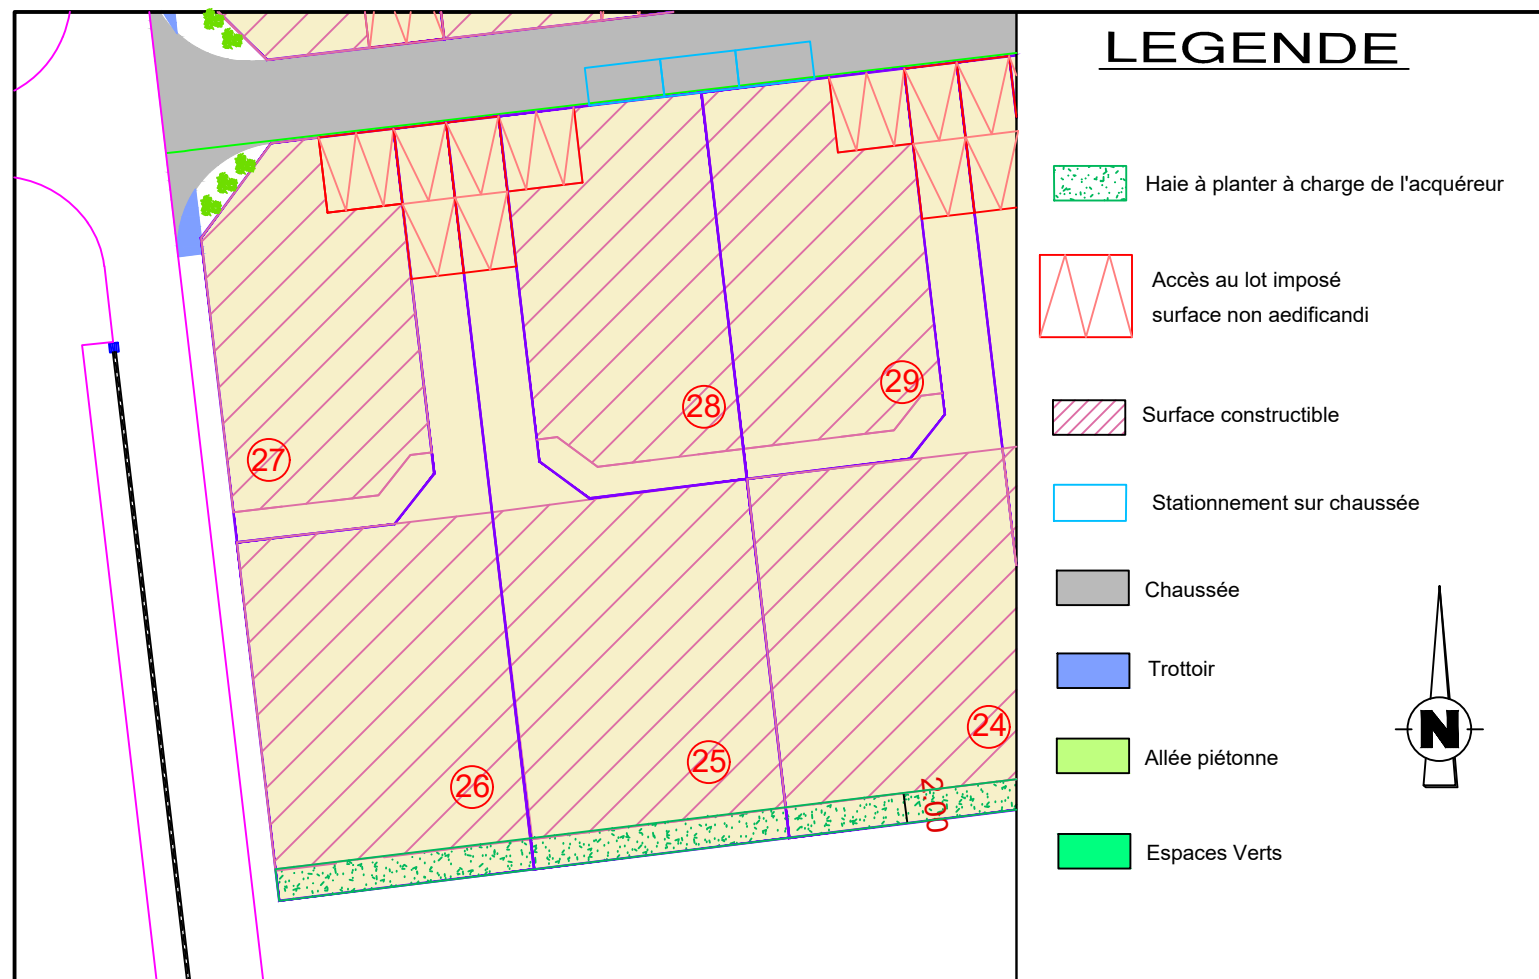 LEGENDE
Haie à planter à charge de l'acquéreur
Accès au lot imposé
surface non aedificandi
Surface constructible
Stationnement sur chaussée
Chaussée
Trottoir
Allée piétonne
Espaces Verts
N
29
28
27
24
25
26
2.00